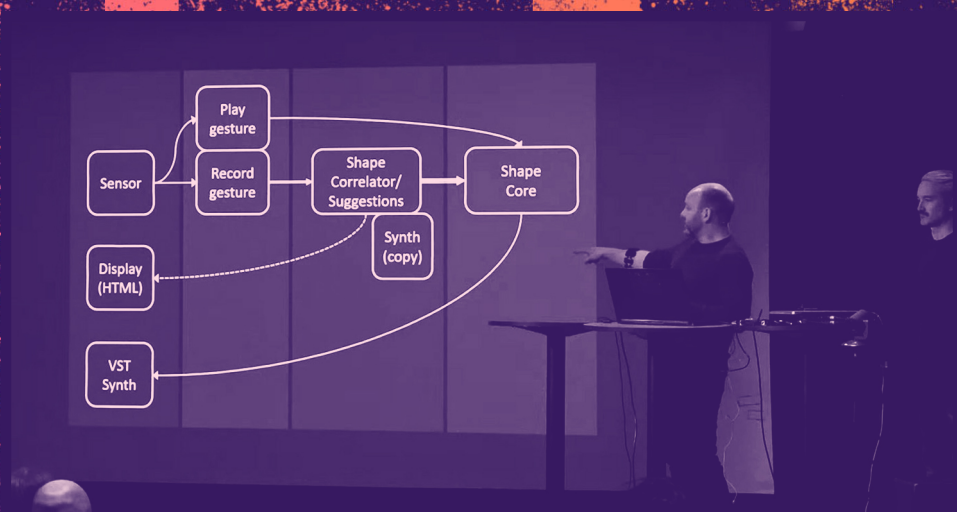 Play
gesture
Sensor
Record
gesture
Shape
Correlator/
Suggestions
Shape
Core
Synth
(copy)
Display
(HTML)
VST
Synth